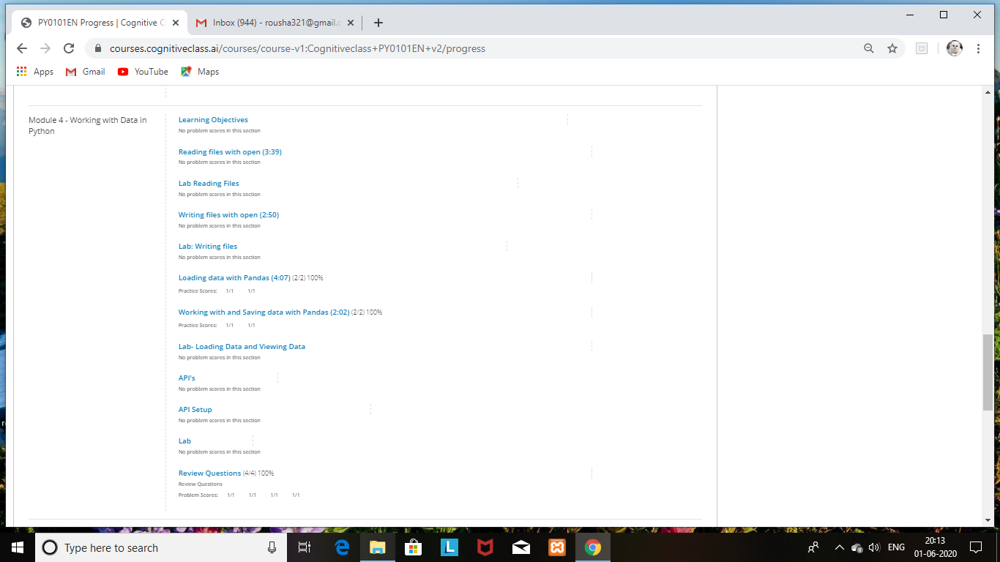 PY0101EN Progress | Cognitive C
Inbox (944) - rousha321@gmail.c
courses.cognitiveclass.ai/courses/course-v1:Cognitiveclass+PY0101EN+v2/progress
Apps Gmail YouTube Maps
Module 4 - Working with Data in
Python
Learning Objectives
No problem scores in this section
Reading files with open (3:39)
No problem scores in this section
Lab Reading Files
No problem scores in this section
Writing files with open (2:50)
No problem scores in this section
Lab: Writing files
No problem scores in this section
Loading data with Pandas (4:07) (2/2) 100%
Practice Scores: 1/1 1/1
Working with and Saving data with Pandas (2:02) (2/2) 100%
Practice Scores: 1/1 1/1
Lab- Loading Data and Viewing Data
No problem scores in this section
API's
No problem scores in this section
API Setup
No problem scores in this section
Lab
No problem scores in this section
Review Questions (4/4) 100%
Review Questions
Problem Scores: 1/1 1/1 1/1 1/1
Type here to search
L
ENG
20:13
01-06-2020